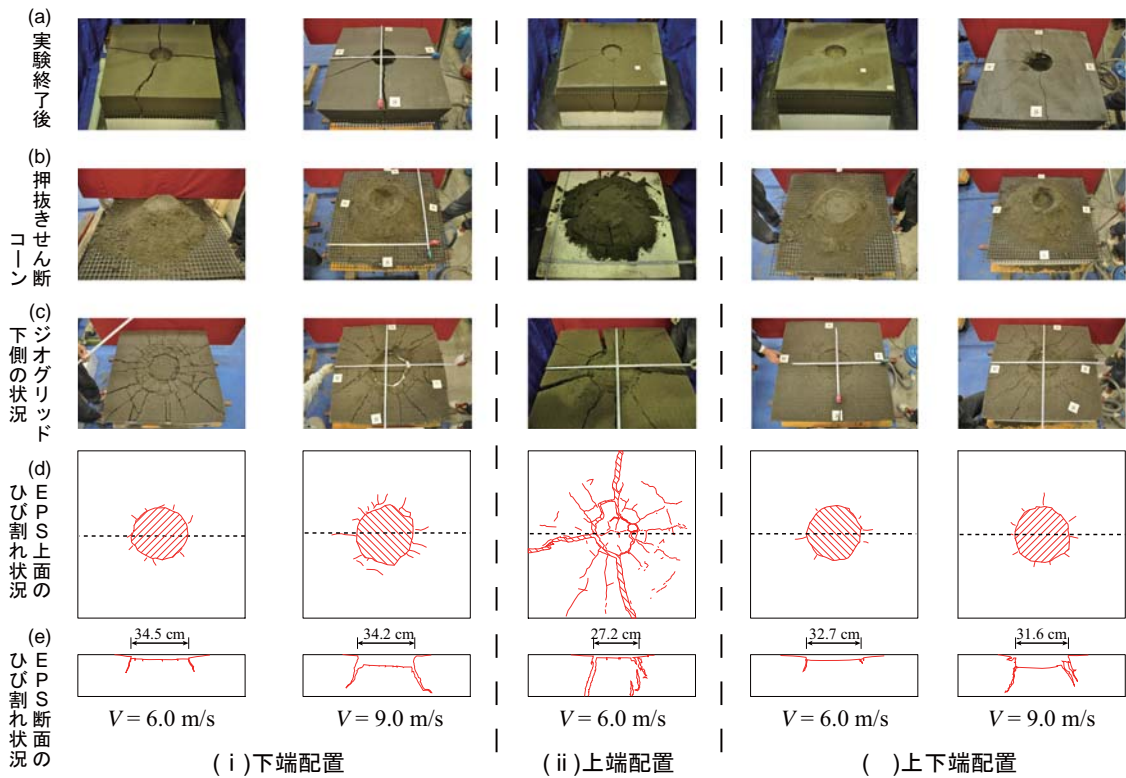 (a)
実験終了後
(b)
押抜きせん断
コーン
(c)
ジオグリッド
下側の状況
(d)
EPS上面の
ひび割れ状況
(e)
EPS断面の
ひび割れ状況
34.5 cm
34.2 cm
27.2 cm
32.7 cm
31.6 cm
V = 6.0 m/s
V = 9.0 m/s
V = 6.0 m/s
V = 6.0 m/s
V = 9.0 m/s
(ⅰ)下端配置
(ⅱ)上端配置
( )上下端配置